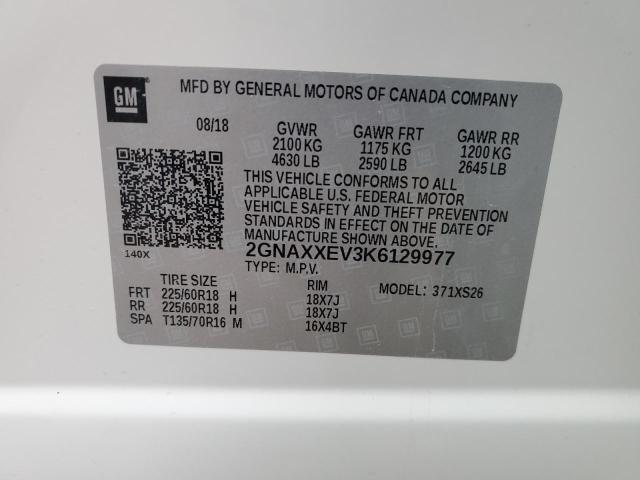 GM
MFD BY GENERAL MOTORS OF CANADA COMPANY
08/18 GVWR GAWR FRT GAWR RR
2100 KG 1175 KG 1200 KG
4630 LB 2590 LB 2645 LB
THIS VEHICLE CONFORMS TO ALL
APPLICABLE U.S. FEDERAL MOTOR
VEHICLE SAFETY AND THEFT PREVENTION
STANDARDS IN EFFECT ON THE DATE OF
MANUFACTURE SHOWN ABOVE.
140X 2GNAXXEV3K6129977
TYPE: M.P.V.
TIRE SIZE RIM MODEL: 371XS26
FRT 225/60R18 H 18X7J
RR 225/60R18 H 18X7J
SPA T135/70R16 M 16X4BT